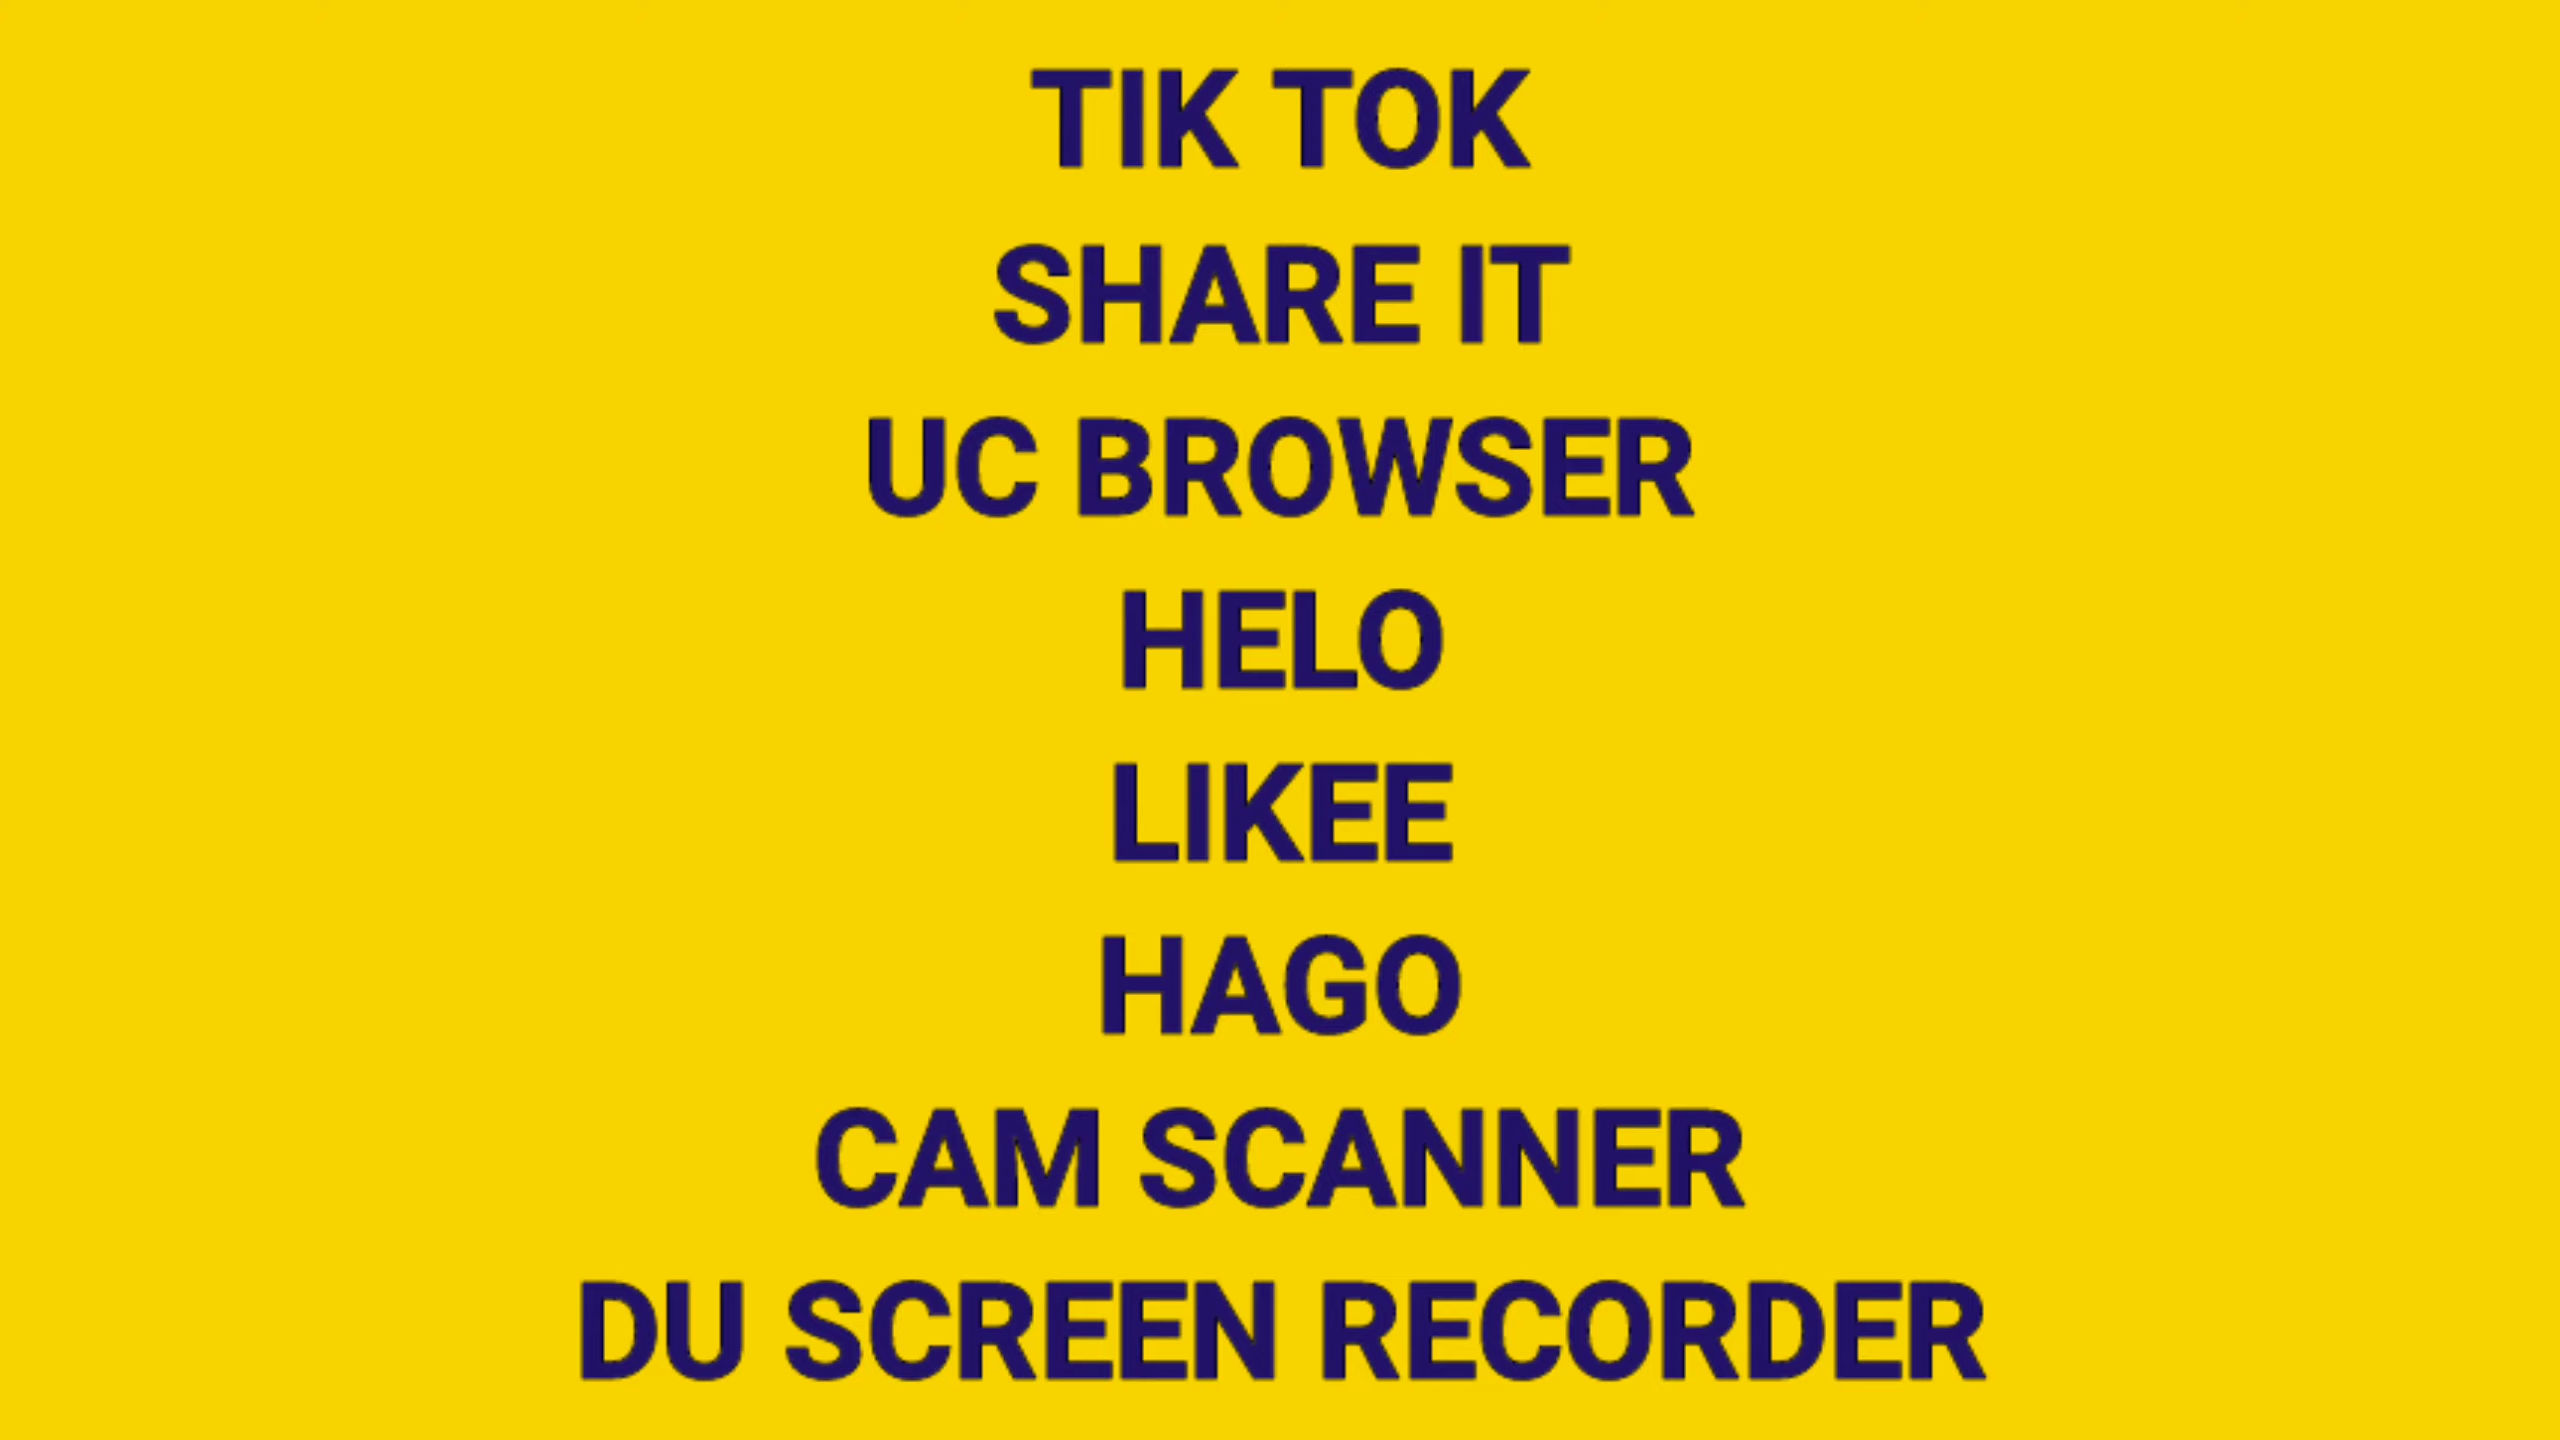 TIK TOK
SHARE IT
UC BROWSER
HELO
LIKEE
HAGO
CAM SCANNER
DU SCREEN RECORDER